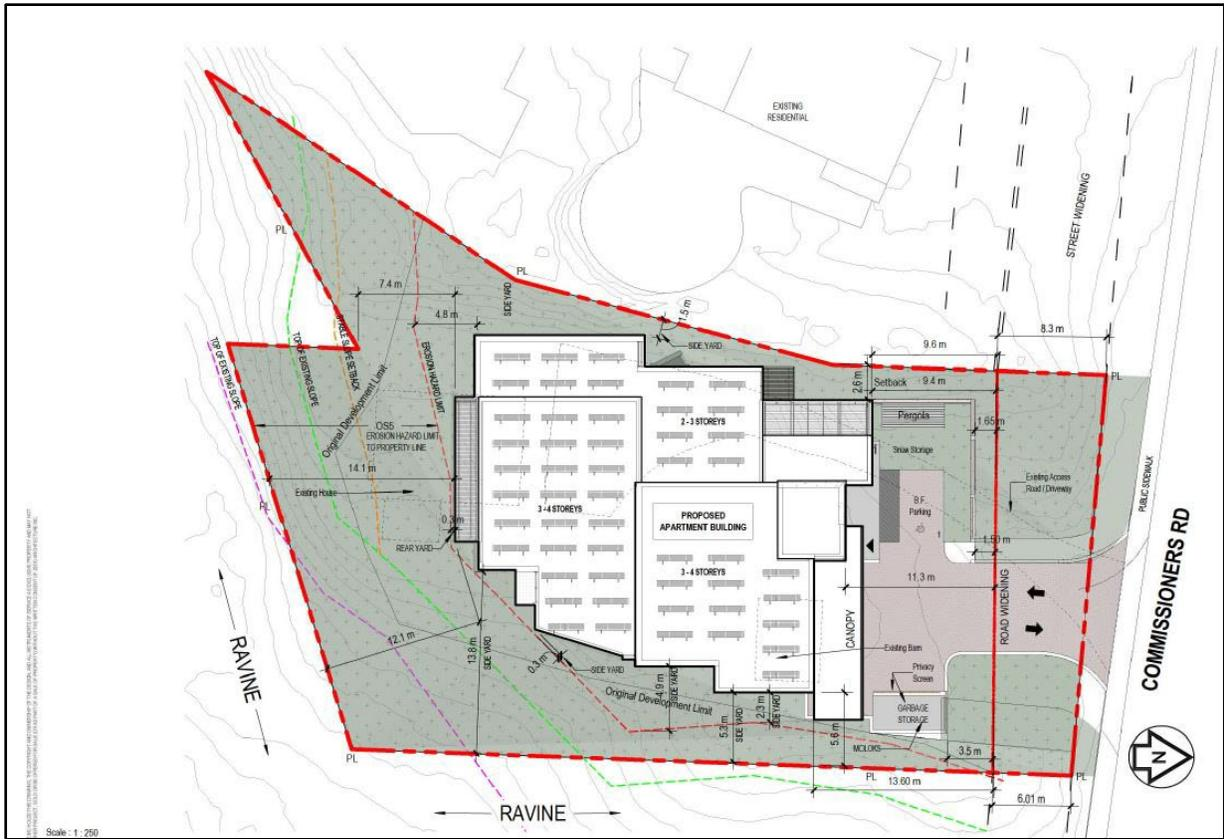 EXISTING
RESIDENTIAL
STREET WIDENING
PL
PL
SIDE YARD
7.4 m
4.8 m
1.5 m
SIDE YARD
8.3 m
9.6 m
9.4 m
Setback
2.6 m
PL
TOP OF EXISTING SLOPE
TOP OF EXISTING SLOPE
STABLE SLOPE SETBACK
Original Development Limit
EROSION HAZARD LIMIT
OS5
EROSION HAZARD LIMIT
TO PROPERTY LINE
14.1 m
Existing House
PL
0.3 m
REAR YARD
2 - 3 STOREYS
3 - 4 STOREYS
PROPOSED
APARTMENT BUILDING
3 - 4 STOREYS
Pergola
1.65 m
Snow Storage
Existing Access
Road / Driveway
B.F.
Parking
1
1.50 m
11.3 m
PUBLIC SIDEWALK
COMMISSIONERS RD
ROAD WIDENING
CANOPY
Existing Barn
Privacy
Screen
GARBAGE
STORAGE
MOLOKS
3.5 m
12.1 m
13.8 m
SIDE YARD
0.3 m
SIDE YARD
4.9 m
SIDE YARD
Original Development Limit
5.3 m
SIDE YARD
2.3 m
SIDE YARD
5.6 m
PL
PL
PL
13.60 m
6.01 m
RAVINE
RAVINE
N
Scale : 1 : 250